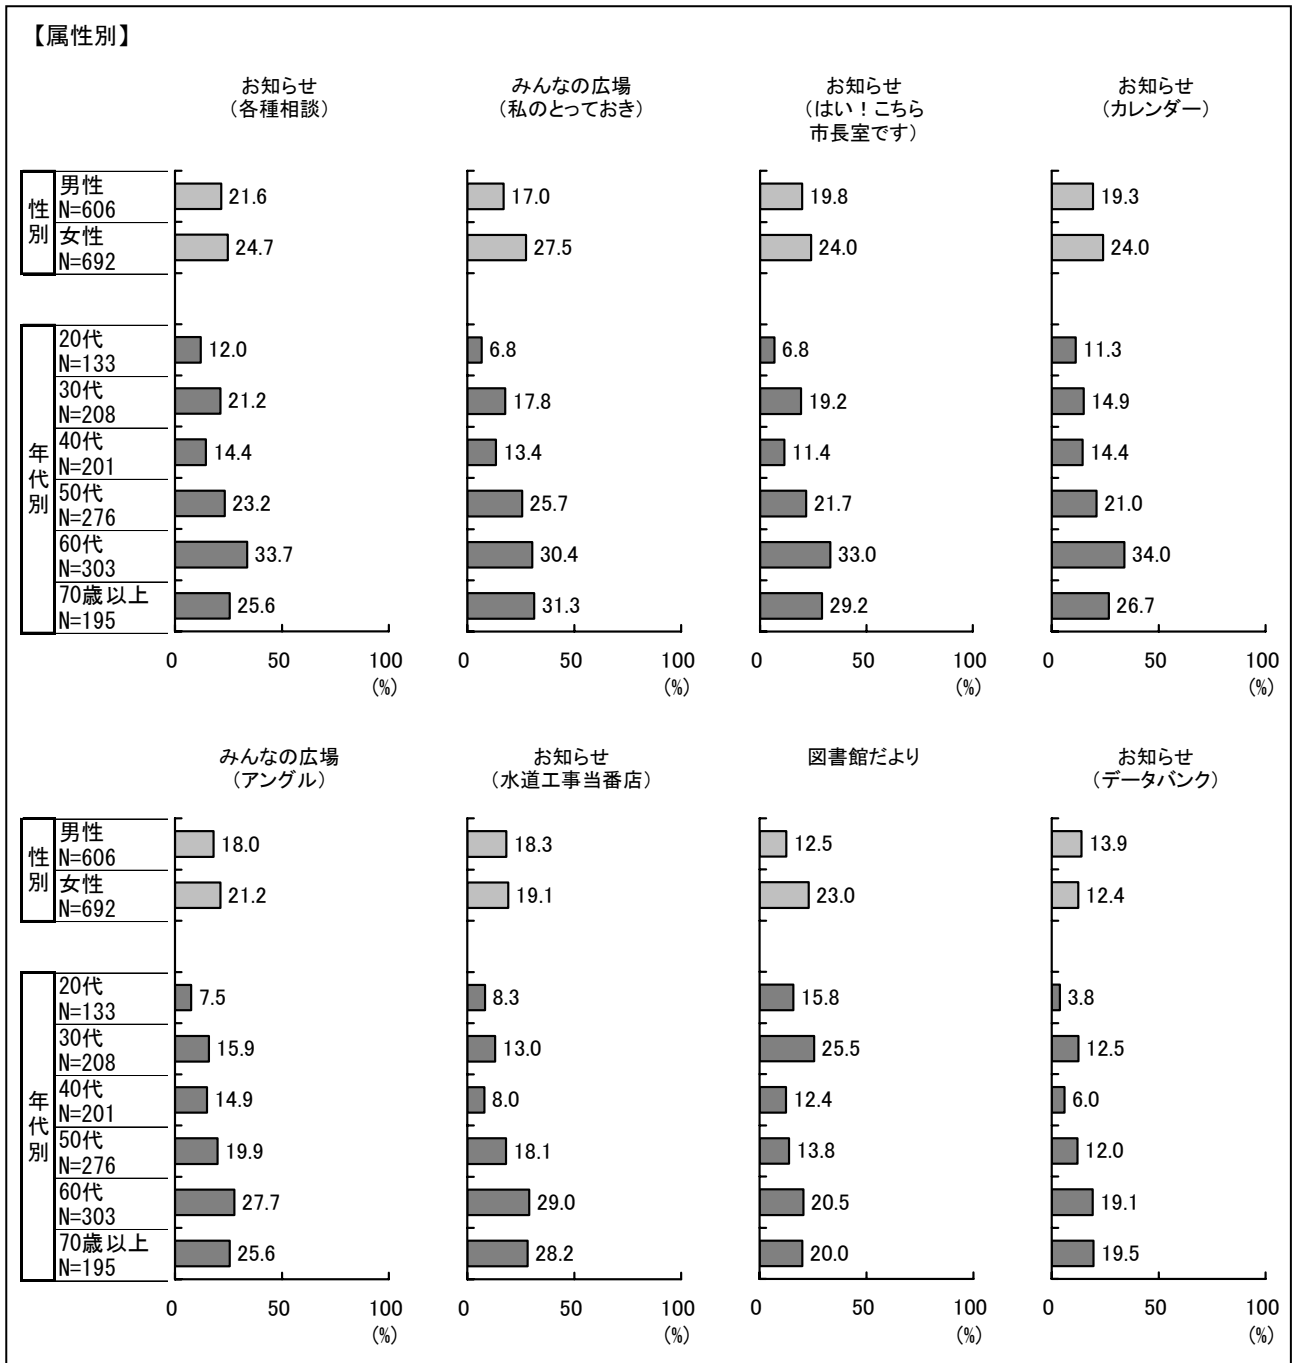 【属性別】
お知らせ
（各種相談）
みんなの広場
（私のとっておき）
お知らせ
（はい！こちら
市長室です）
お知らせ
（カレンダー）
性別
男性
N=606
21.6
17.0
19.8
19.3
女性
N=692
24.7
27.5
24.0
24.0
年代別
20代
N=133
12.0
6.8
6.8
11.3
30代
N=208
21.2
17.8
19.2
14.9
40代
N=201
14.4
13.4
11.4
14.4
50代
N=276
23.2
25.7
21.7
21.0
60代
N=303
33.7
30.4
33.0
34.0
70歳以上
N=195
25.6
31.3
29.2
26.7
0 50 100
(%)
0 50 100
(%)
0 50 100
(%)
0 50 100
(%)
みんなの広場
（アングル）
お知らせ
（水道工事当番店）
図書館だより
お知らせ
（データバンク）
性別
男性
N=606
18.0
18.3
12.5
13.9
女性
N=692
21.2
19.1
23.0
12.4
年代別
20代
N=133
7.5
8.3
15.8
3.8
30代
N=208
15.9
13.0
25.5
12.5
40代
N=201
14.9
8.0
12.4
6.0
50代
N=276
19.9
18.1
13.8
12.0
60代
N=303
27.7
29.0
20.5
19.1
70歳以上
N=195
25.6
28.2
20.0
19.5
0 50 100
(%)
0 50 100
(%)
0 50 100
(%)
0 50 100
(%)